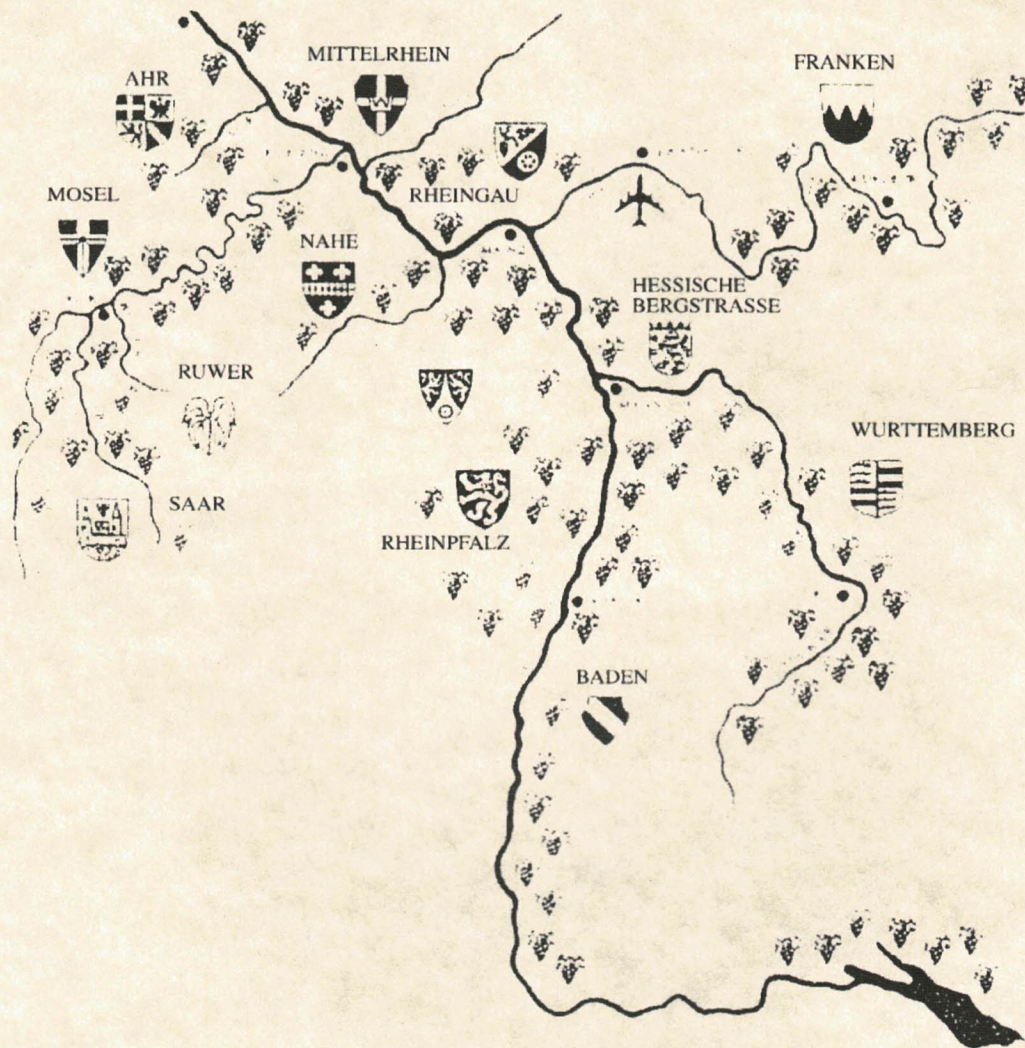 MITTELRHEIN
FRANKEN
AHR
MOSEL
RHEINGAU
NAHE
HESSISCHE
BERGSTRASSE
RUWER
WURTTEMBERG
SAAR
RHEINPFALZ
BADEN